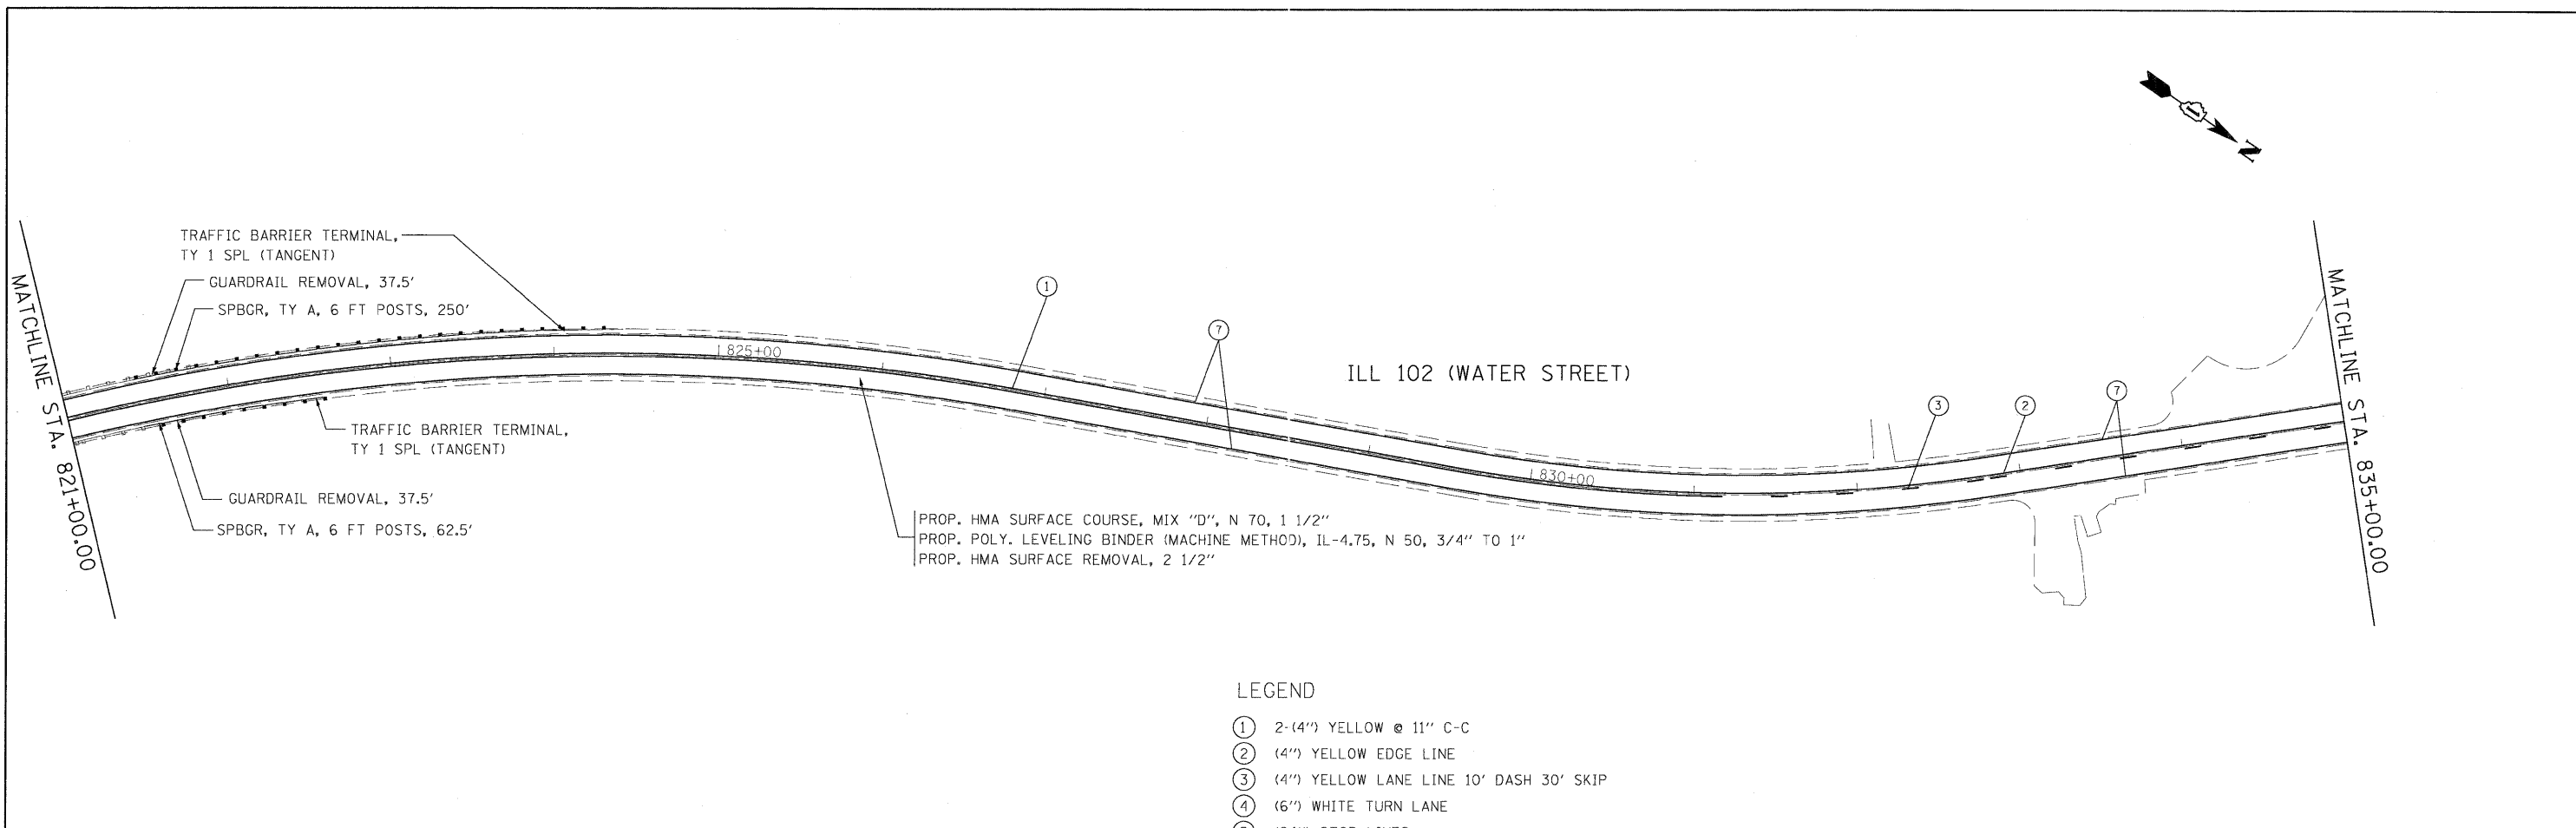 N
TRAFFIC BARRIER TERMINAL,
TY 1 SPL (TANGENT)
GUARDRAIL REMOVAL, 37.5'
SPBGR, TY A, 6 FT POSTS, 250'
MATCHLINE STA. 821+00.00
1
7
825+00
ILL 102 (WATER STREET)
MATCHLINE STA. 835+00.00
3
2
7
TRAFFIC BARRIER TERMINAL,
TY 1 SPL (TANGENT)
830+00
GUARDRAIL REMOVAL, 37.5'
SPBGR, TY A, 6 FT POSTS, 62.5'
PROP. HMA SURFACE COURSE, MIX "D", N 70, 1 1/2"
PROP. POLY. LEVELING BINDER (MACHINE METHOD), IL-4.75, N 50, 3/4" TO 1"
PROP. HMA SURFACE REMOVAL, 2 1/2"
LEGEND
1 2-(4") YELLOW @ 11" C-C
2 (4") YELLOW EDGE LINE
3 (4") YELLOW LANE LINE 10' DASH 30' SKIP
4 (6") WHITE TURN LANE